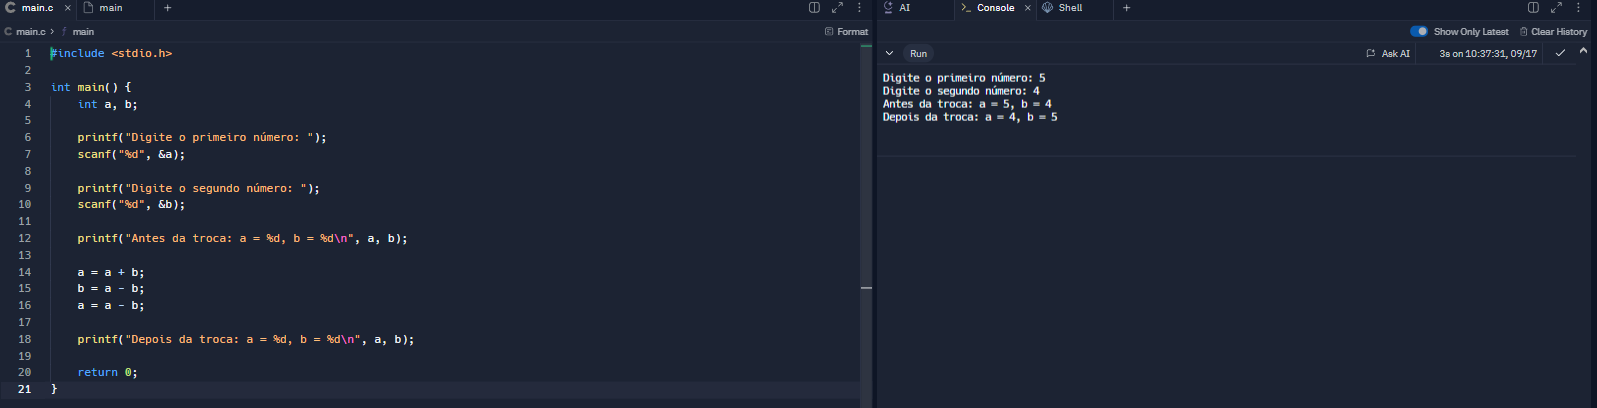 main.c × main +
main.c > f main Format
1 #include <stdio.h>
2
3 int main() {
4 int a, b;
5
6 printf("Digite o primeiro número: ");
7 scanf("%d", &a);
8
9 printf("Digite o segundo número: ");
10 scanf("%d", &b);
11
12 printf("Antes da troca: a = %d, b = %d\n", a, b);
13
14 a = a + b;
15 b = a - b;
16 a = a - b;
17
18 printf("Depois da troca: a = %d, b = %d\n", a, b);
19
20 return 0;
21 }
AI >_ Console × Shell +
Show Only Latest Clear History
Run Ask AI 3s on 10:37:31, 09/17
Digite o primeiro número: 5
Digite o segundo número: 4
Antes da troca: a = 5, b = 4
Depois da troca: a = 4, b = 5